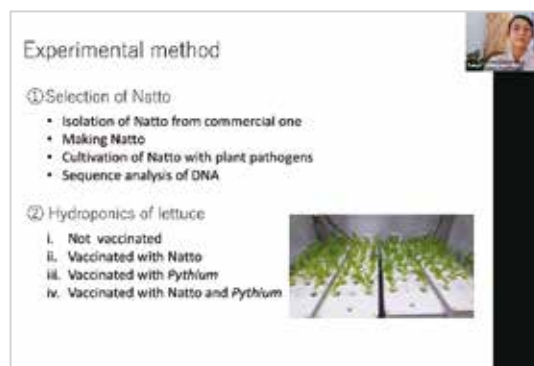 Experimental method
①Selection of Natto
• Isolation of Natto from commercial one
• Making Natto
• Cultivation of Natto with plant pathogens
• Sequence analysis of DNA
② Hydroponics of lettuce
i. Not vaccinated
ii. Vaccinated with Natto
iii. Vaccinated with Pythium
iv. Vaccinated with Natto and Pythium